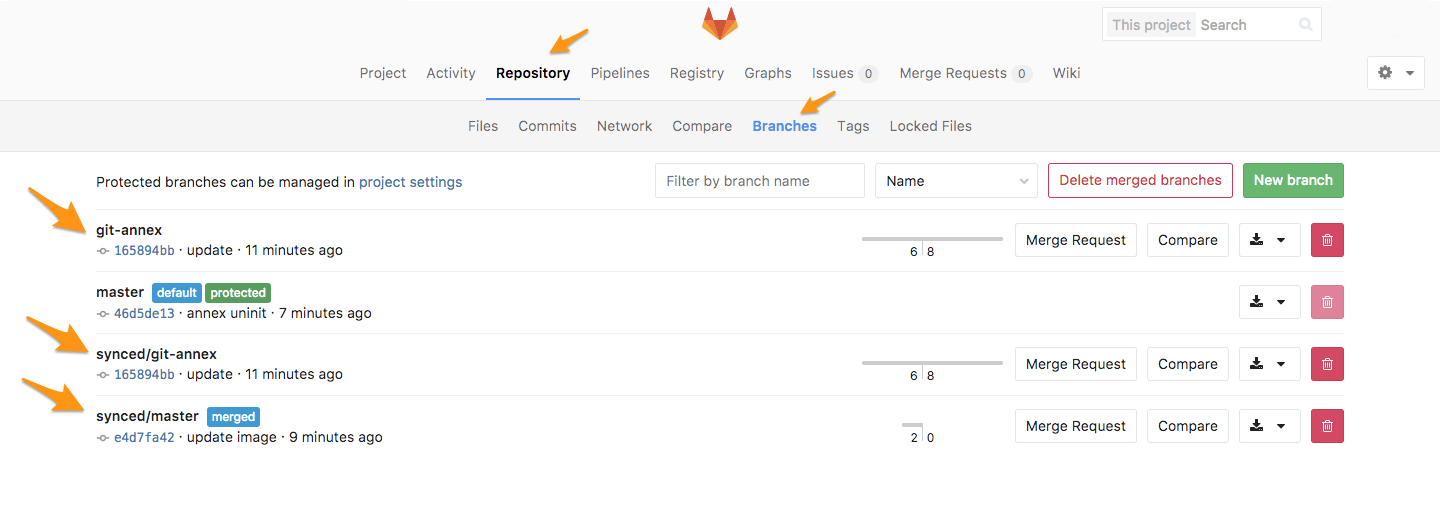 This project Search
Project Activity Repository Pipelines Registry Graphs Issues 0 Merge Requests 0 Wiki
Files Commits Network Compare Branches Tags Locked Files
Protected branches can be managed in project settings Filter by branch name Name Delete merged branches New branch
git-annex
165894bb · update · 11 minutes ago 6 8 Merge Request Compare
master default protected
46d5de13 · annex uninit · 7 minutes ago
synced/git-annex
165894bb · update · 11 minutes ago 6 8 Merge Request Compare
synced/master merged
e4d7fa42 · update image · 9 minutes ago 2 0 Merge Request Compare